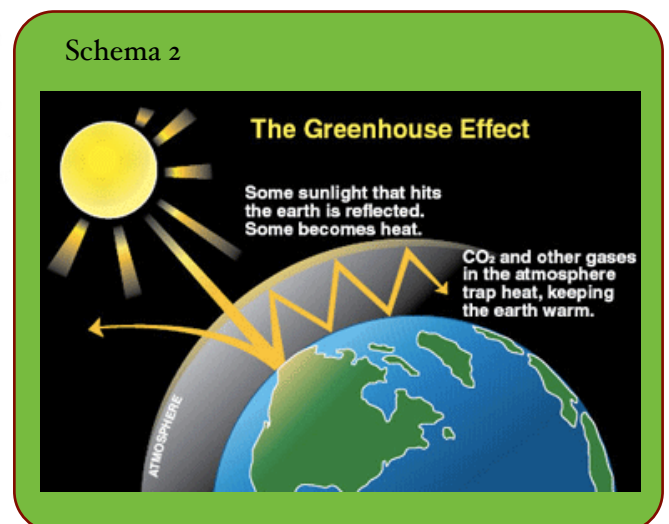 Schema 2
The Greenhouse Effect
Some sunlight that hits
the earth is reflected.
Some becomes heat.
CO₂ and other gases
in the atmosphere
trap heat, keeping
the earth warm.
ATMOSPHERE